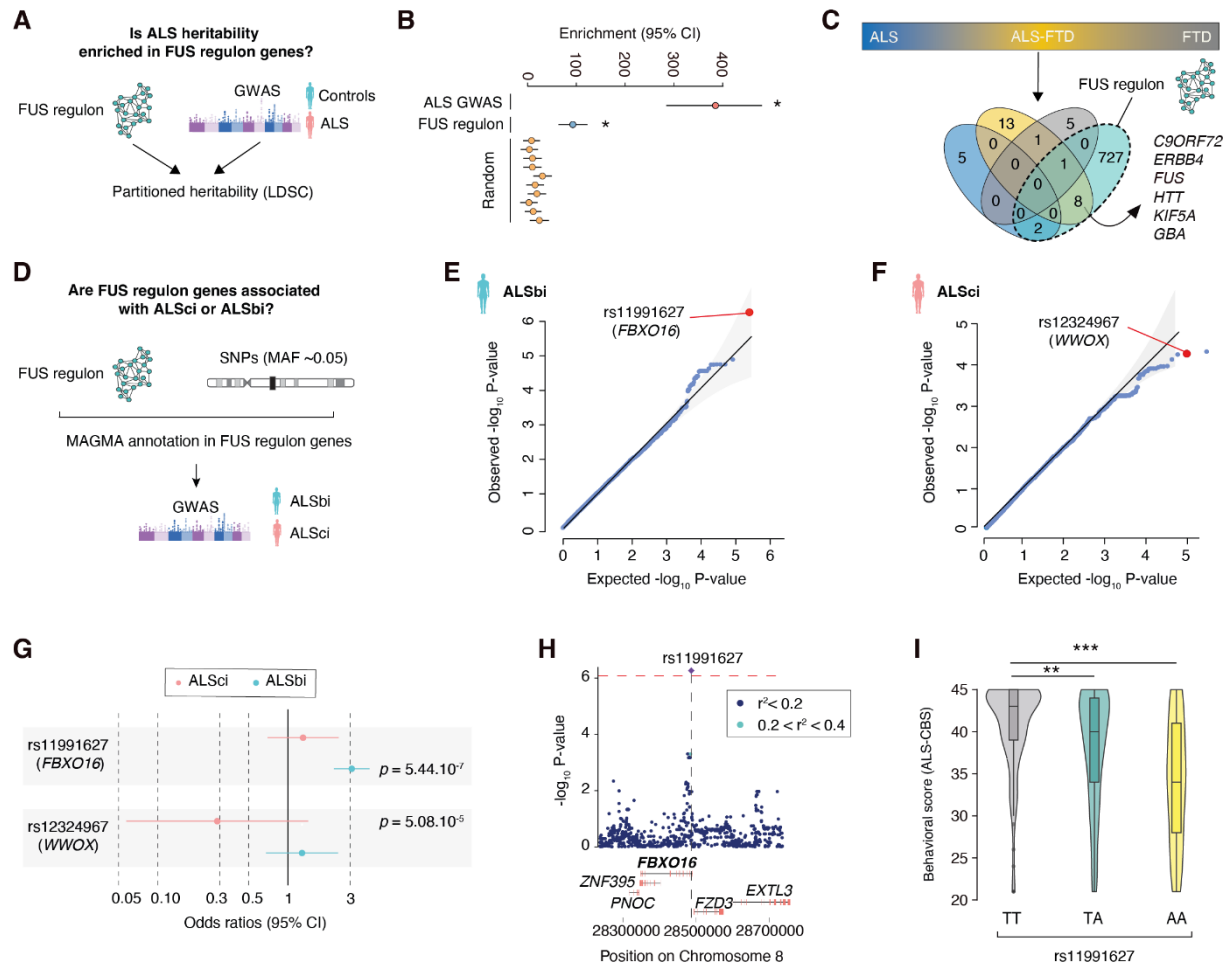 A
Is ALS heritability
enriched in FUS regulon genes?
FUS regulon
GWAS
Controls
ALS
Partitioned heritability (LDSC)
B
Enrichment (95% CI)
0
100
200
300
400
ALS GWAS
*
FUS regulon
*
Random
C
ALS
ALS-FTD
FTD
FUS regulon
13
5
5
0
1
0
727
0
1
0
0
0
0
8
2
C9ORF72
ERBB4
FUS
HTT
KIF5A
GBA
D
Are FUS regulon genes associated
with ALSci or ALSbi?
FUS regulon
SNPs (MAF ~0.05)
MAGMA annotation in FUS regulon genes
GWAS
ALSbi
ALSci
E
ALSbi
rs11991627
(FBXO16)
Observed -log10 P-value
6
5
4
3
2
1
0
0 1 2 3 4 5 6
Expected -log10 P-value
F
ALSci
rs12324967
(WWOX)
Observed -log10 P-value
5
4
3
2
1
0
0 1 2 3 4 5
Expected -log10 P-value
G
ALSci ALSbi
rs11991627
(FBXO16)
p = 5.44.10-7
rs12324967
(WWOX)
p = 5.08.10-5
0.05 0.10 0.3 0.5 1 3
Odds ratios (95% CI)
H
rs11991627
-log10 P-value
6
4
2
0
r2< 0.2
0.2 < r2 < 0.4
FBXO16
ZNF395
PNOC
FZD3
EXTL3
28300000
28500000
28700000
Position on Chromosome 8
I
***
**
Behavioral score (ALS-CBS)
45
40
35
30
25
20
TT TA AA
rs11991627